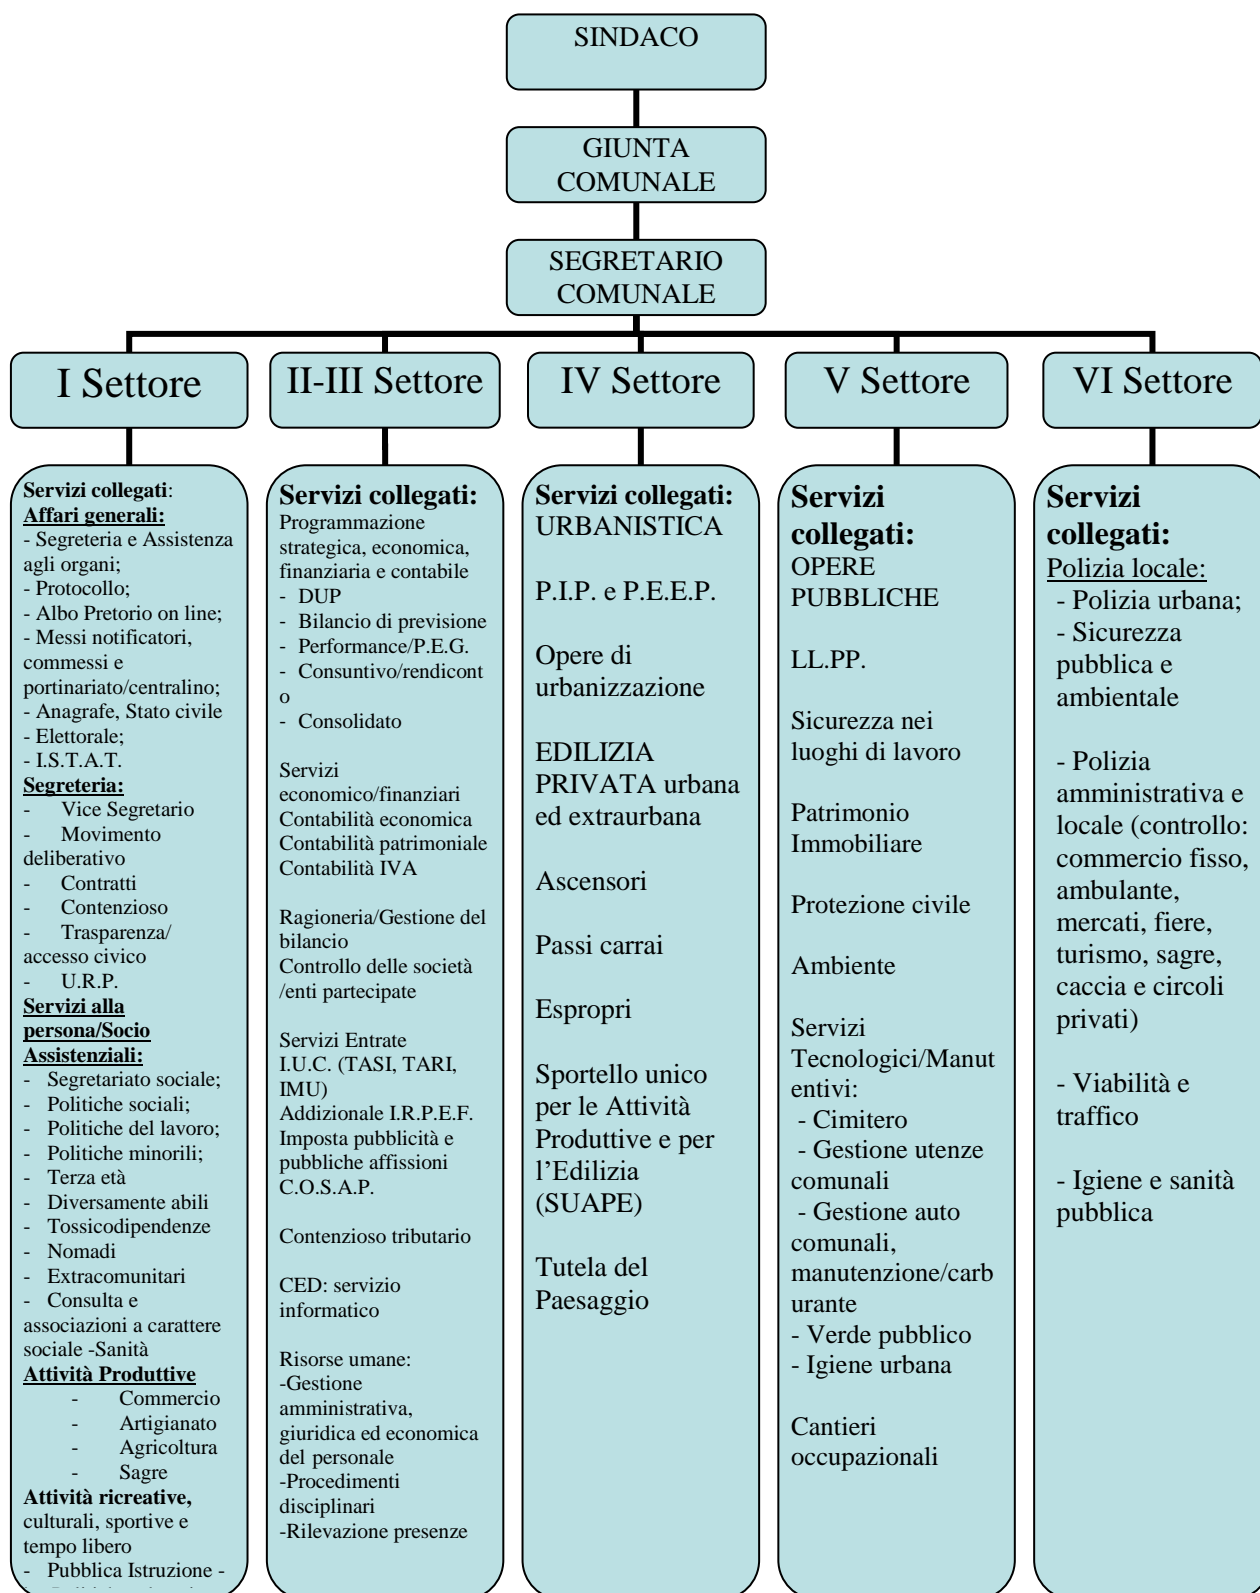 SINDACO
GIUNTA
COMUNALE
SEGRETARIO
COMUNALE
I Settore
II-III Settore
IV Settore
V Settore
VI Settore
Servizi collegati:
Affari generali:
- Segreteria e Assistenza
agli organi;
- Protocollo;
- Albo Pretorio on line;
- Messi notificatori,
commessi e
portinariato/centralino;
- Anagrafe, Stato civile
- Elettorale;
- I.S.T.A.T.
Segreteria:
- Vice Segretario
- Movimento
deliberativo
- Contratti
- Contenzioso
- Trasparenza/
accesso civico
- U.R.P.
Servizi alla
persona/Socio
Assistenziali:
- Segretariato sociale;
- Politiche sociali;
- Politiche del lavoro;
- Politiche minorili;
- Terza età
- Diversamente abili
- Tossicodipendenze
- Nomadi
- Extracomunitari
- Consulta e
associazioni a carattere
sociale -Sanità
Attività Produttive
- Commercio
- Artigianato
- Agricoltura
- Sagre
Attività ricreative,
culturali, sportive e
tempo libero
- Pubblica Istruzione -
Servizi collegati:
Programmazione
strategica, economica,
finanziaria e contabile
- DUP
- Bilancio di previsione
- Performance/P.E.G.
- Consuntivo/rendicont
o
- Consolidato
Servizi
economico/finanziari
Contabilità economica
Contabilità patrimoniale
Contabilità IVA
Ragioneria/Gestione del
bilancio
Controllo delle società
/enti partecipate
Servizi Entrate
I.U.C. (TASI, TARI,
IMU)
Addizionale I.R.P.E.F.
Imposta pubblicità e
pubbliche affissioni
C.O.S.A.P.
Contenzioso tributario
CED: servizio
informatico
Risorse umane:
-Gestione
amministrativa,
giuridica ed economica
del personale
-Procedimenti
disciplinari
-Rilevazione presenze
Servizi collegati:
URBANISTICA
P.I.P. e P.E.E.P.
Opere di
urbanizzazione
EDILIZIA
PRIVATA urbana
ed extraurbana
Ascensori
Passi carrai
Espropri
Sportello unico
per le Attività
Produttive e per
l’Edilizia
(SUAPE)
Tutela del
Paesaggio
Servizi
collegati:
OPERE
PUBBLICHE
LL.PP.
Sicurezza nei
luoghi di lavoro
Patrimonio
Immobiliare
Protezione civile
Ambiente
Servizi
Tecnologici/Manut
entivi:
- Cimitero
- Gestione utenze
comunali
- Gestione auto
comunali,
manutenzione/carb
urante
- Verde pubblico
- Igiene urbana
Cantieri
occupazionali
Servizi
collegati:
Polizia locale:
- Polizia urbana;
- Sicurezza
pubblica e
ambientale
- Polizia
amministrativa e
locale (controllo:
commercio fisso,
ambulante,
mercati, fiere,
turismo, sagre,
caccia e circoli
privati)
- Viabilità e
traffico
- Igiene e sanità
pubblica